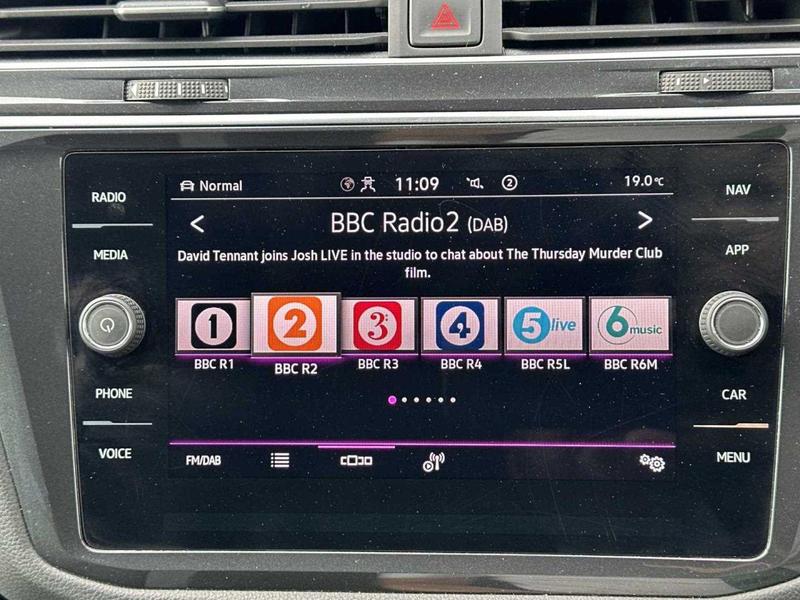 RADIO
MEDIA
PHONE
VOICE
NAV
APP
CAR
MENU
Normal
11:09
2
19.0°C
< BBC Radio2 (DAB) >
David Tennant joins Josh LIVE in the studio to chat about The Thursday Murder Club
film.
1 2 3 4 5 live 6 music
BBC R1 BBC R2 BBC R3 BBC R4 BBC R5L BBC R6M
FM/DAB